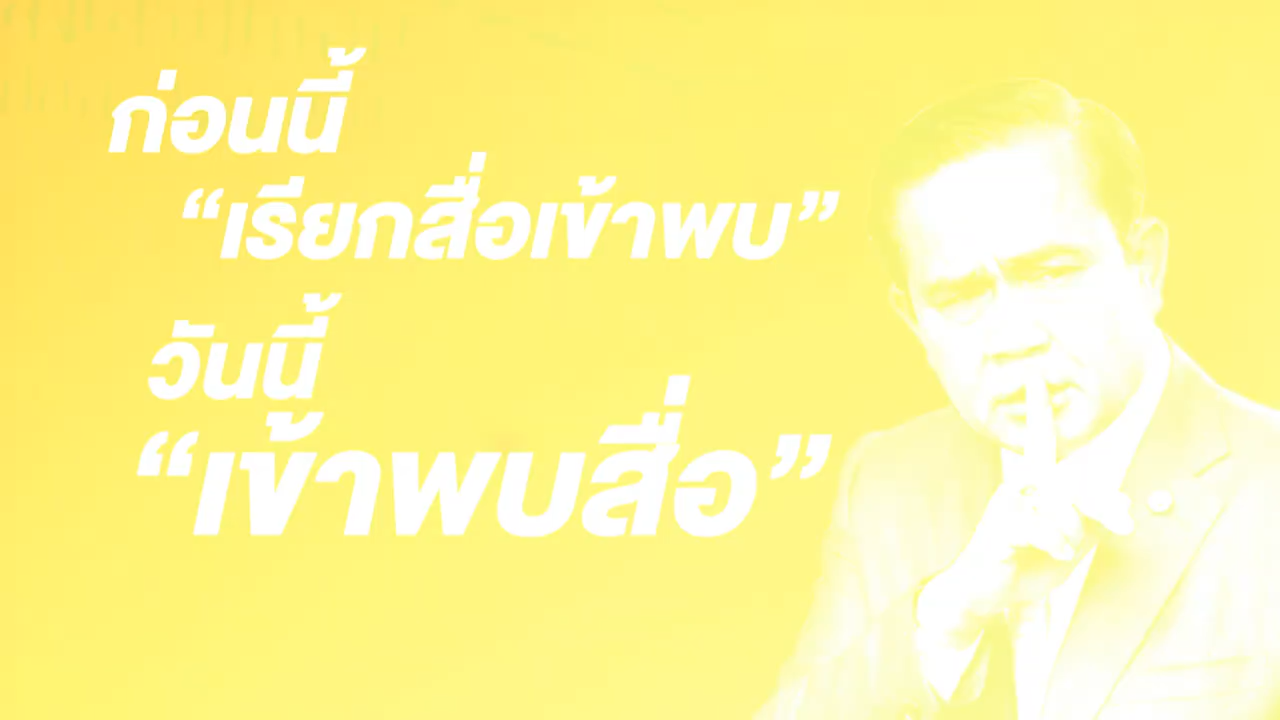 ก่อนนี้
“เรียกสื่อเข้าพบ”
วันนี้
“เข้าพบสื่อ”